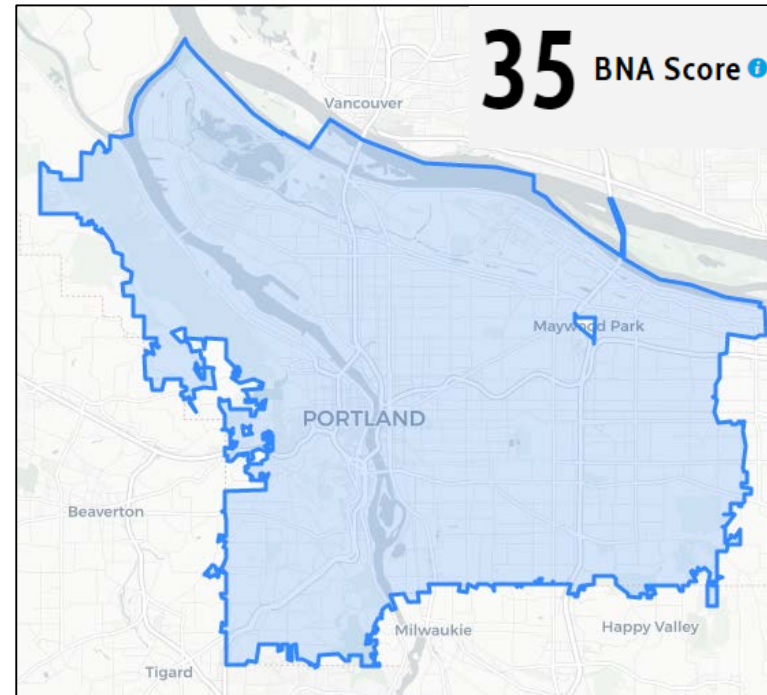 35 BNA Score i
Vancouver
Maywood Park
PORTLAND
Beaverton
Milwaukie
Happy Valley
Tigard